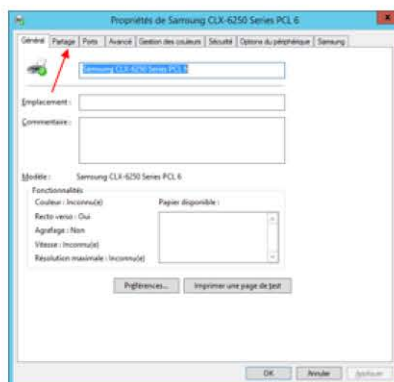 Propriétés de Samsung CLX-6250 Series PCL 6
Général Partage Ports Avancé Gestion des couleurs Sécurité Options du périphérique Samsung
Samsung CLX-6250 Series PCL 6
Emplacement :
Commentaire :
Modèle : Samsung CLX-6250 Series PCL 6
Fonctionnalités
Couleur : Inconnu(e) Papier disponible :
Recto verso : Oui
Agrafage : Non
Vitesse : Inconnu(e)
Résolution maximale : Inconnu(e)
Préférences... Imprimer une page de test
OK Annuler Appliquer